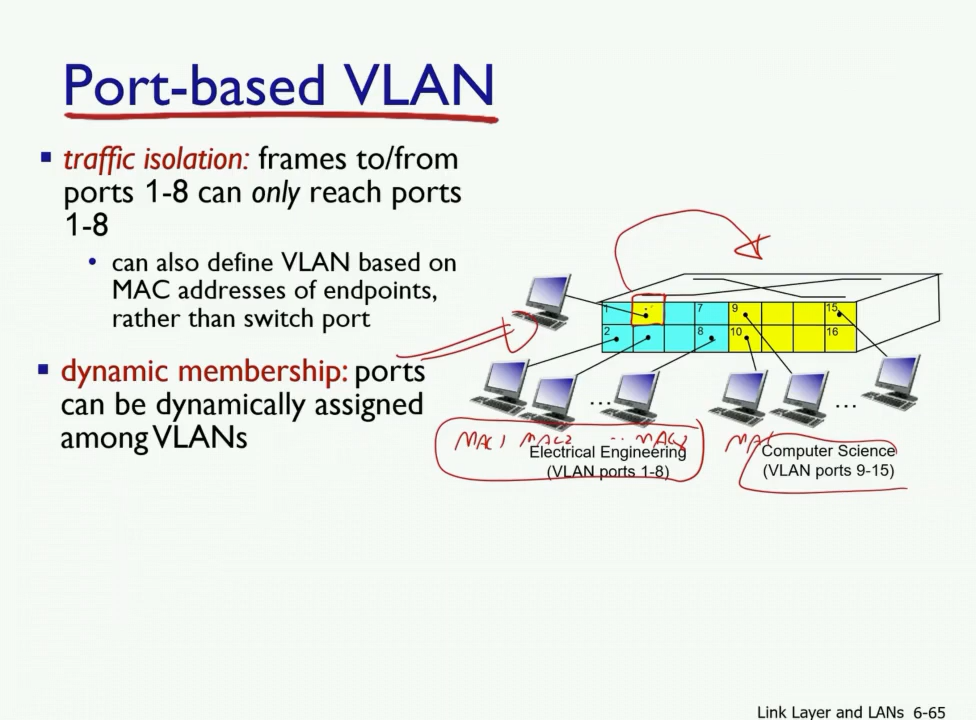 Port-based VLAN
traffic isolation: frames to/from
ports 1-8 can only reach ports
1-8
can also define VLAN based on
MAC addresses of endpoints,
rather than switch port
dynamic membership: ports
can be dynamically assigned
among VLANs
1 7 9 15
2 8 10 16
... ...
MAC1 MAC2 ... MAC8 MAC
Electrical Engineering
(VLAN ports 1-8)
Computer Science
(VLAN ports 9-15)
Link Layer and LANs 6-65